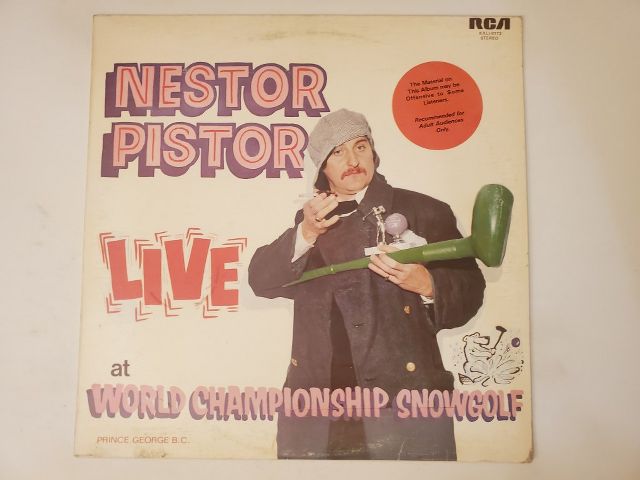 RCA
STEREO
NESTOR
PISTOR
The Material on
This Album may be
Offensive to Some
Listeners.
Recommended for
Adult Audiences
Only.
LIVE
at
WORLD CHAMPIONSHIP SNOWGOLF
PRINCE GEORGE B.C.